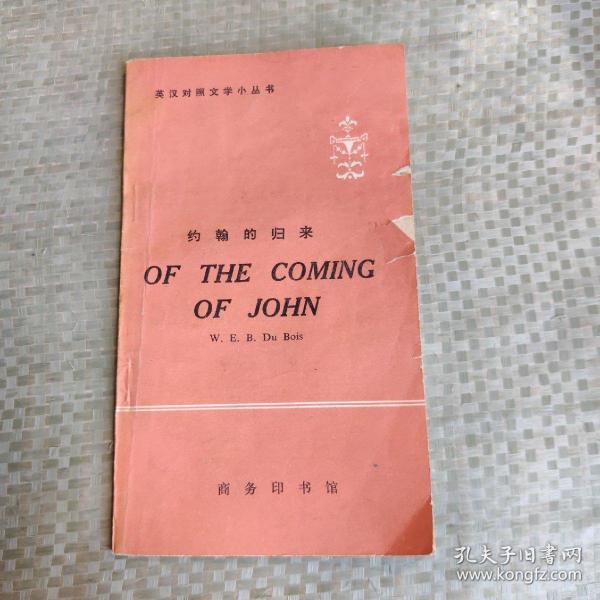 英汉对照文学小丛书
约翰的归来
OF THE COMING
OF JOHN
W. E. B. Du Bois
商务印书馆
孔夫子旧书网
www.kongfz.com